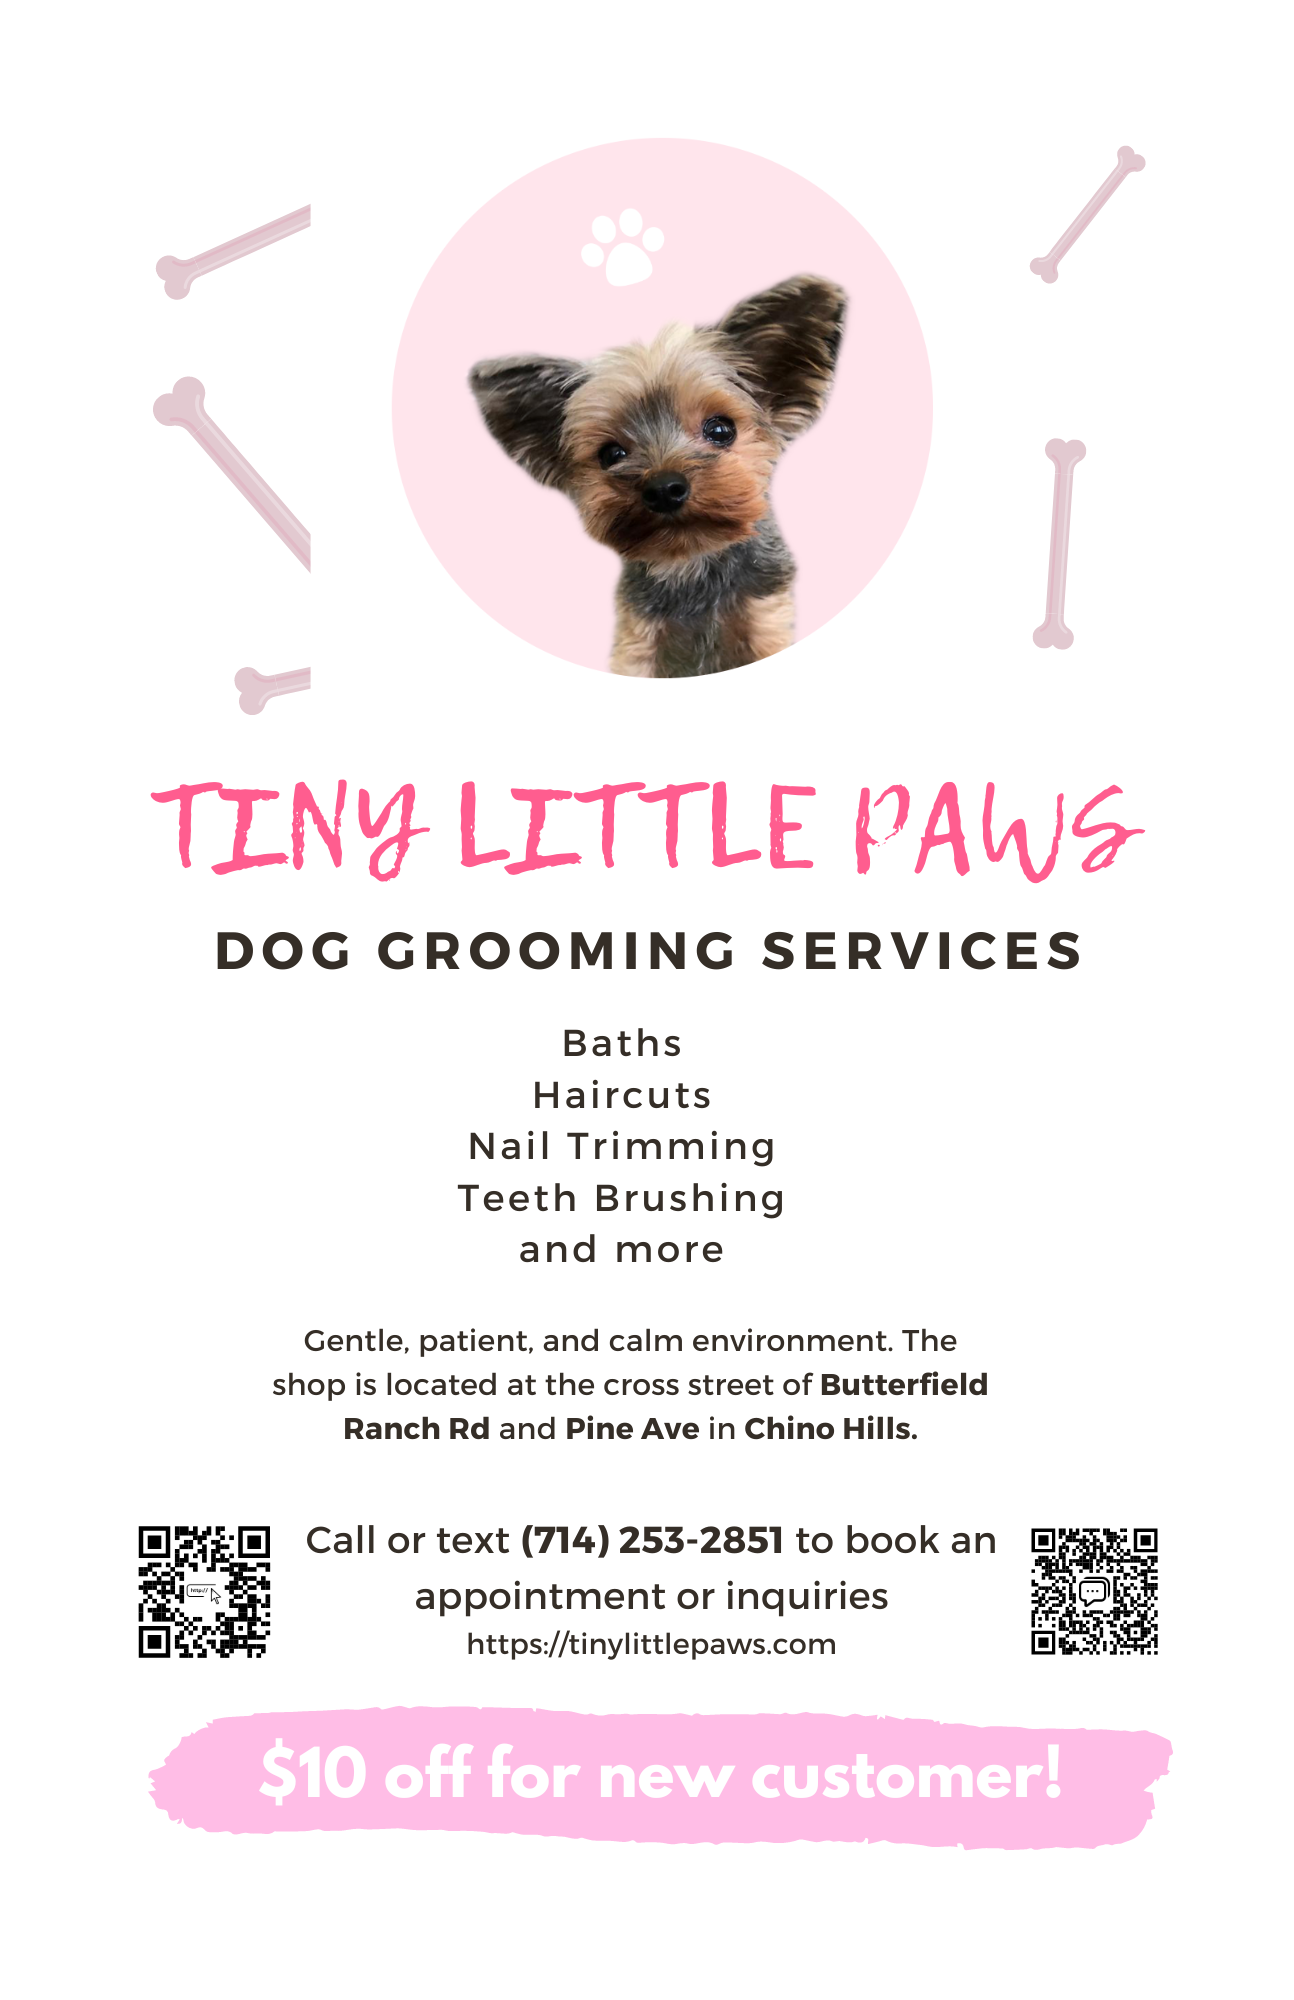 TINY LITTLE PAWS
DOG GROOMING SERVICES
Baths
Haircuts
Nail Trimming
Teeth Brushing
and more
Gentle, patient, and calm environment. The
shop is located at the cross street of Butterfield
Ranch Rd and Pine Ave in Chino Hills.
http://
Call or text (714) 253-2851 to book an
appointment or inquiries
https://tinylittlepaws.com
$10 off for new customer!